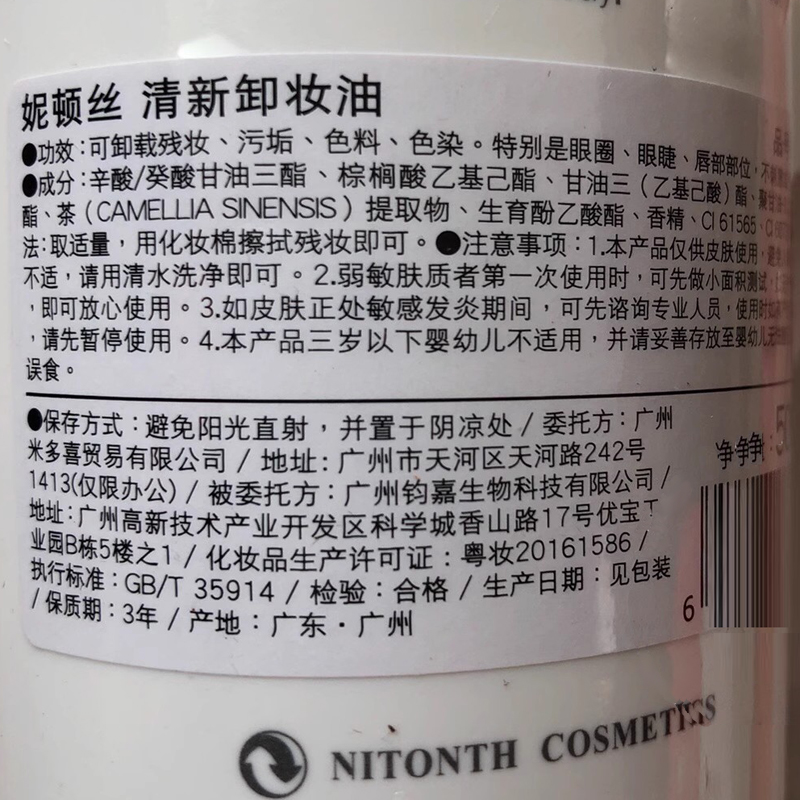 妮顿丝 清新卸妆油
●功效:可卸载残妆、污垢、色料、色染。特别是眼圈、眼睫、唇部部位,不
●成分:辛酸/癸酸甘油三酯、棕榈酸乙基己酯、甘油三(乙基己酸)酯、聚甘油
酯、茶(CAMELLIA SINENSIS)提取物、生育酚乙酸酯、香精、CI 61565、CI
法:取适量,用化妆棉擦拭残妆即可。●注意事项:1.本产品仅供皮肤使用,避免
不适,请用清水洗净即可。2.弱敏肤质者第一次使用时,可先做小面积测试
,即可放心使用。3.如皮肤正处敏感发炎期间,可先谘询专业人员,使用时如
,请先暂停使用。4.本产品三岁以下婴幼儿不适用,并请妥善存放至婴幼儿无
误食。
●保存方式:避免阳光直射,并置于阴凉处 / 委托方:广州
米多喜贸易有限公司 / 地址:广州市天河区天河路242号
1413(仅限办公) / 被委托方:广州钧嘉生物科技有限公司 /
地址:广州高新技术产业开发区科学城香山路17号优宝工
业园B栋5楼之1 / 化妆品生产许可证:粤妆20161586 /
执行标准:GB/T 35914 / 检验:合格 / 生产日期:见包装
/ 保质期:3年 / 产地:广东·广州
净
6
NITONTH COSMETICS